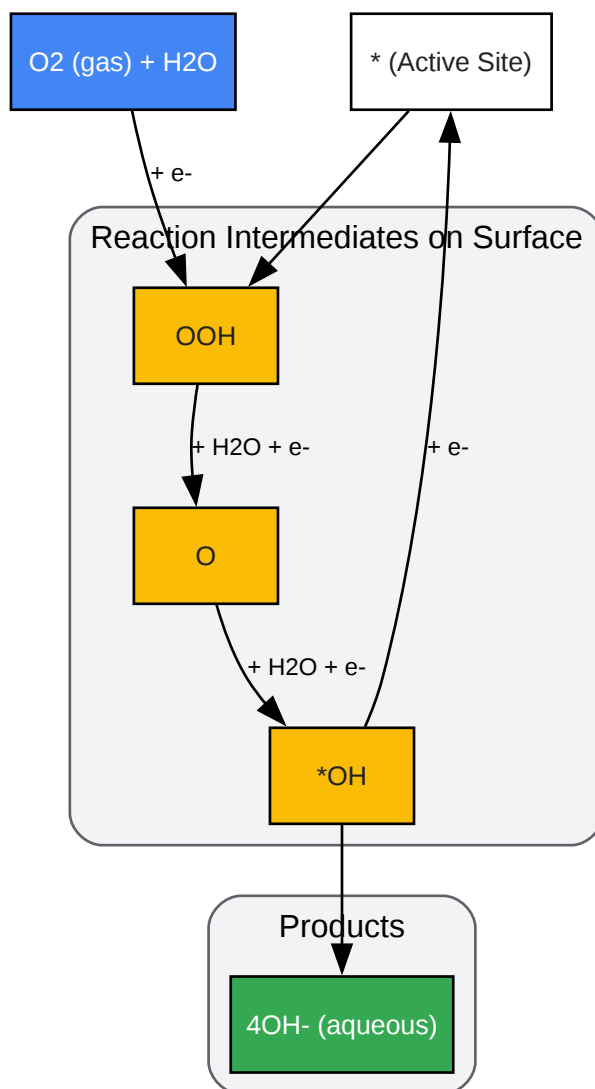 O2 (gas) + H2O
* (Active Site)
+ e-
Reaction Intermediates on Surface
OOH
+ H2O + e-
+ e-
O
+ H2O + e-
*OH
Products
4OH- (aqueous)